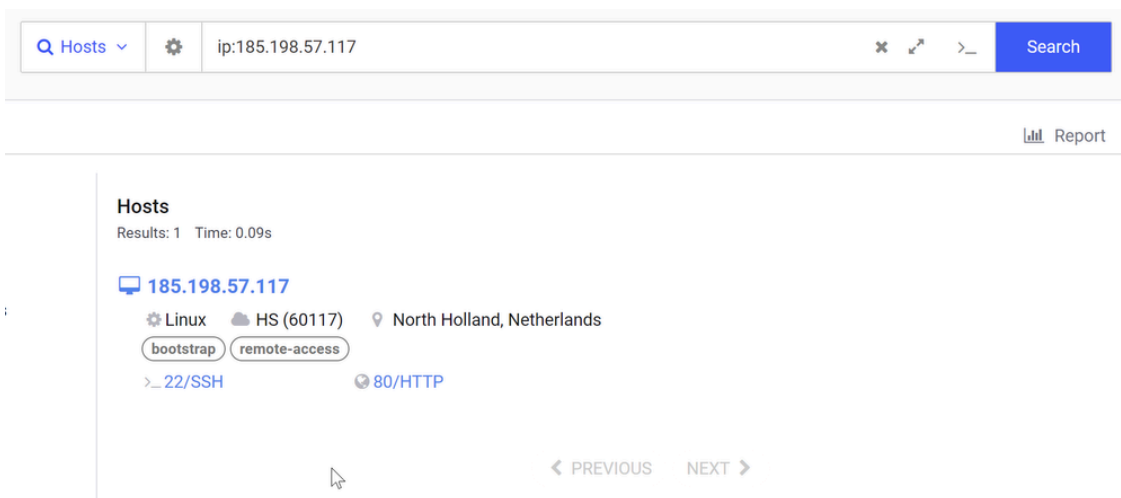 Hosts ip:185.198.57.117 >_ Search
Report
Hosts
Results: 1 Time: 0.09s
185.198.57.117
Linux HS (60117) North Holland, Netherlands
bootstrap remote-access
>_ 22/SSH 80/HTTP
PREVIOUS NEXT